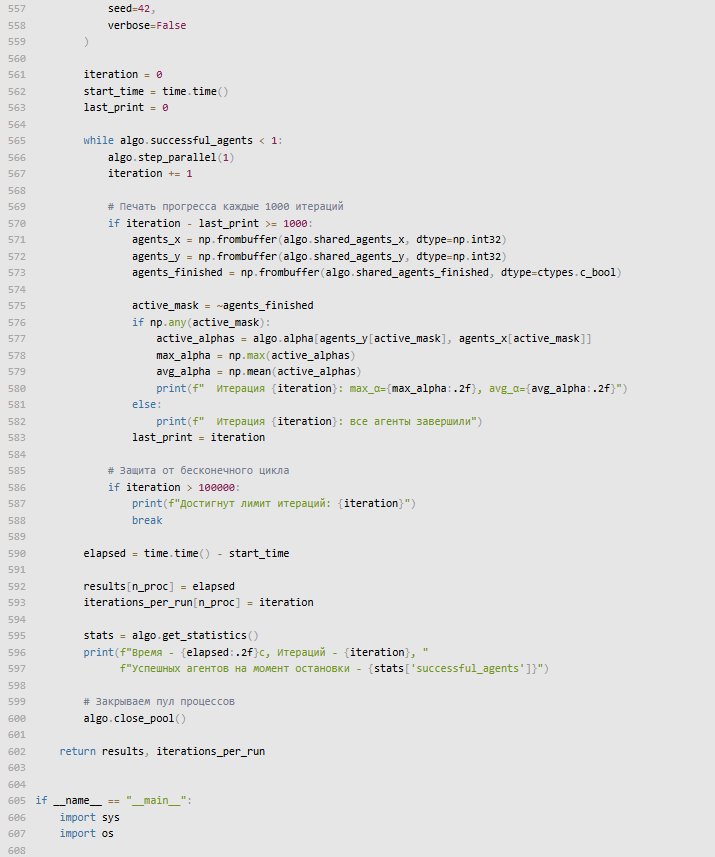 557            seed=42,
558            verbose=False
559        )
560
561        iteration = 0
562        start_time = time.time()
563        last_print = 0
564
565        while algo.successful_agents < 1:
566            algo.step_parallel(1)
567            iteration += 1
568
569            # Печать прогресса каждые 1000 итераций
570            if iteration - last_print >= 1000:
571                agents_x = np.frombuffer(algo.shared_agents_x, dtype=np.int32)
572                agents_y = np.frombuffer(algo.shared_agents_y, dtype=np.int32)
573                agents_finished = np.frombuffer(algo.shared_agents_finished, dtype=ctypes.c_bool)
574
575                active_mask = ~agents_finished
576                if np.any(active_mask):
577                    active_alphas = algo.alpha[agents_y[active_mask], agents_x[active_mask]]
578                    max_alpha = np.max(active_alphas)
579                    avg_alpha = np.mean(active_alphas)
580                    print(f"  Итерация {iteration}: max_α={max_alpha:.2f}, avg_α={avg_alpha:.2f}")
581                else:
582                    print(f"  Итерация {iteration}: все агенты завершили")
583                last_print = iteration
584
585            # Защита от бесконечного цикла
586            if iteration > 100000:
587                print(f"Достигнут лимит итераций: {iteration}")
588                break
589
590        elapsed = time.time() - start_time
591
592        results[n_proc] = elapsed
593        iterations_per_run[n_proc] = iteration
594
595        stats = algo.get_statistics()
596        print(f"Время - {elapsed:.2f}с, Итераций - {iteration}, "
597              f"Успешных агентов на момент остановки - {stats['successful_agents']}")
598
599        # Закрываем пул процессов
600        algo.close_pool()
601
602    return results, iterations_per_run
603
604
605 if __name__ == "__main__":
606    import sys
607    import os
608